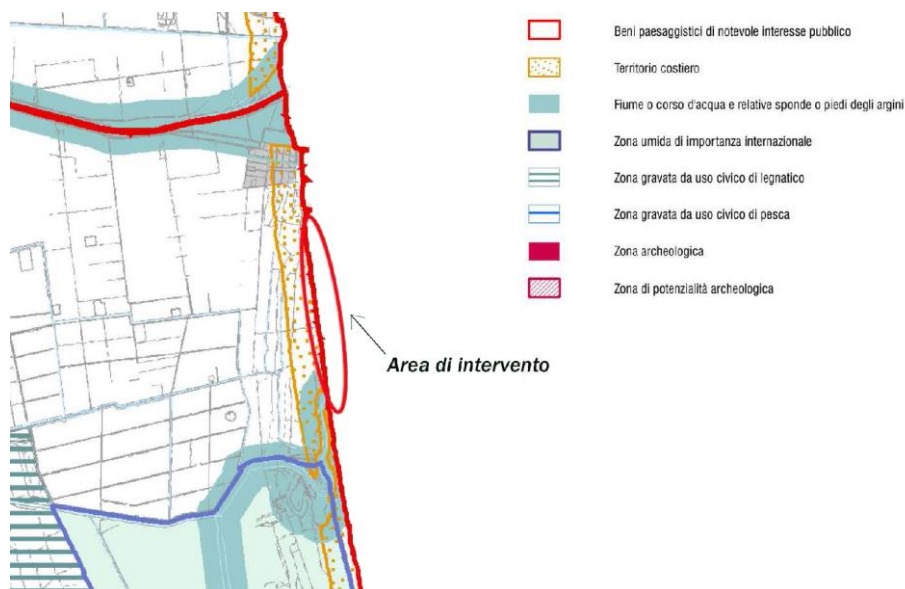 Beni paesaggistici di notevole interesse pubblico
Territorio costiero
Fiume o corso d'acqua e relative sponde o piedi degli argini
Zona umida di importanza internazionale
Zona gravata da uso civico di legnatico
Zona gravata da uso civico di pesca
Zona archeologica
Zona di potenzialità archeologica
Area di intervento